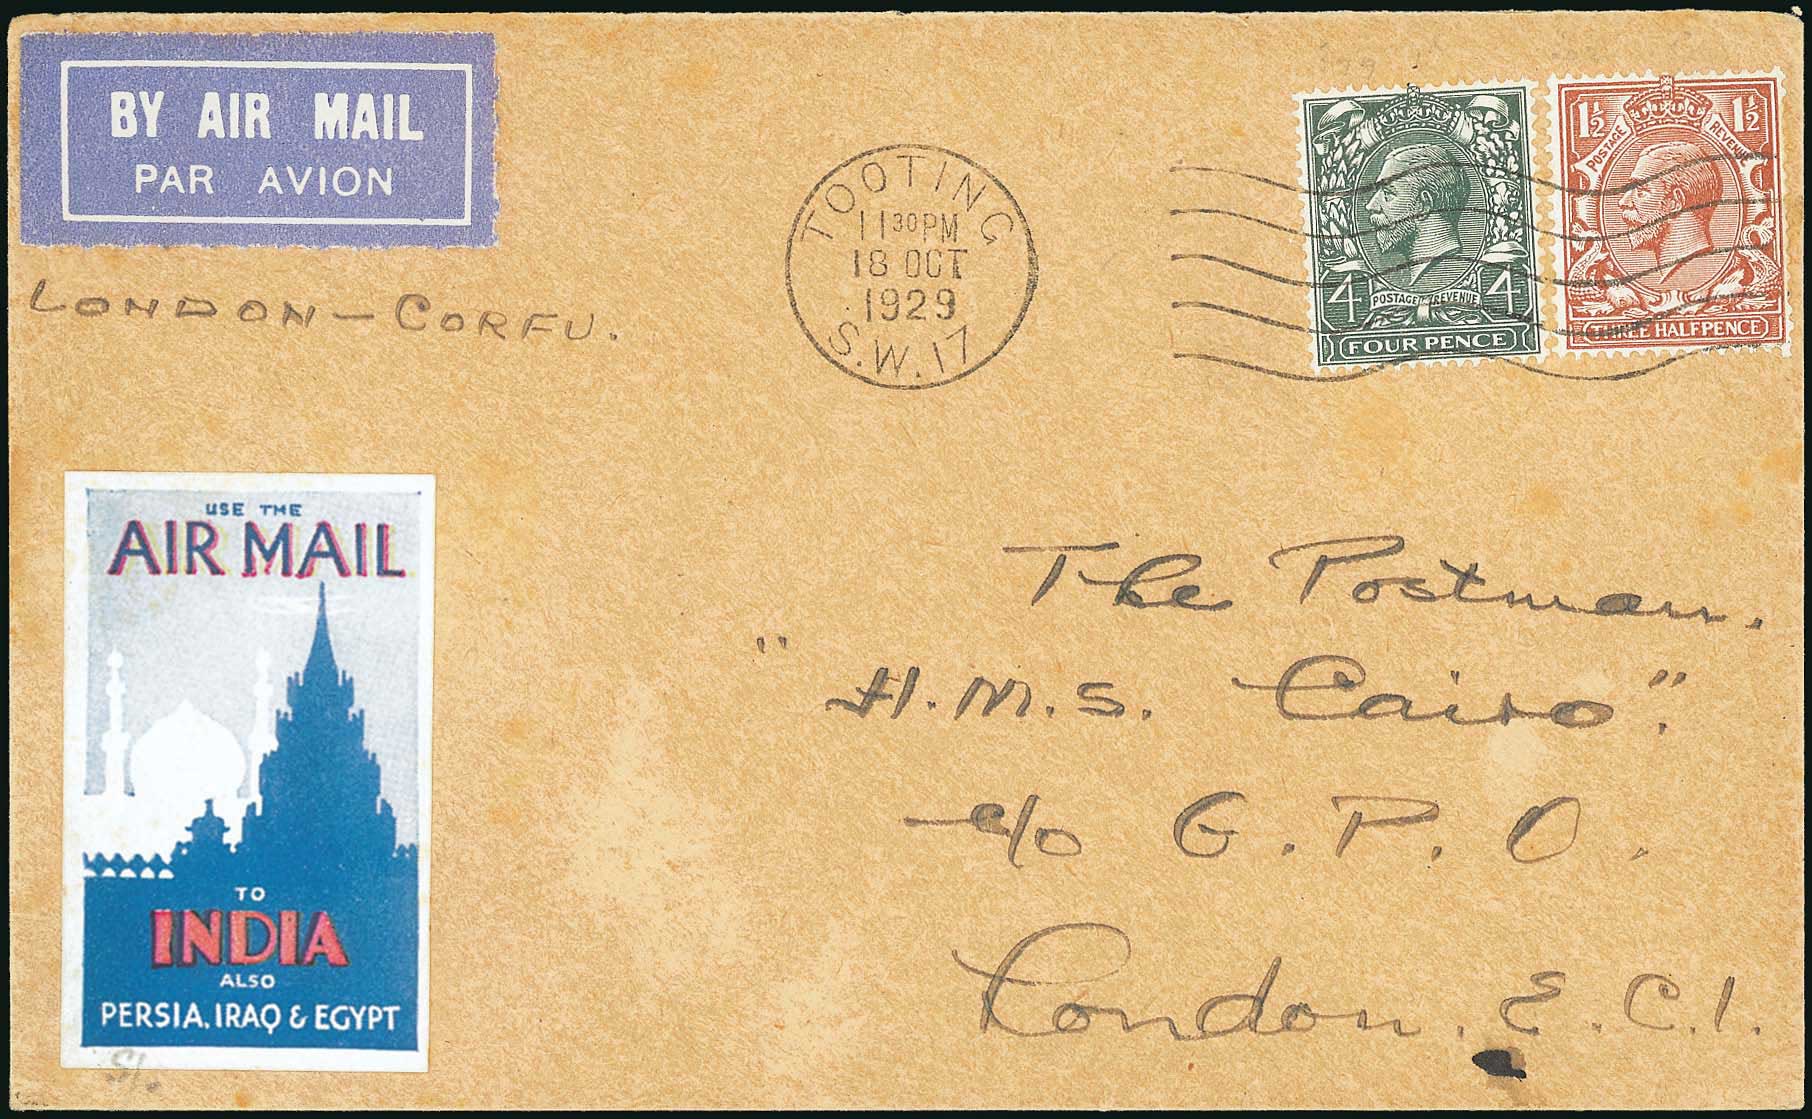 BY AIR MAIL
PAR AVION
LONDON - CORFU.
TOOTING
11 30PM
18 OCT
1929
S.W.17
4 4
POSTAGE REVENUE
FOUR PENCE
1½ 1½
POSTAGE REVENUE
THREE HALFPENCE
USE THE
AIR MAIL
TO
INDIA
ALSO
PERSIA, IRAQ & EGYPT
The Postman.
"H.M.S. Cairo".
c/o G.P.O.
London. E.C.1.